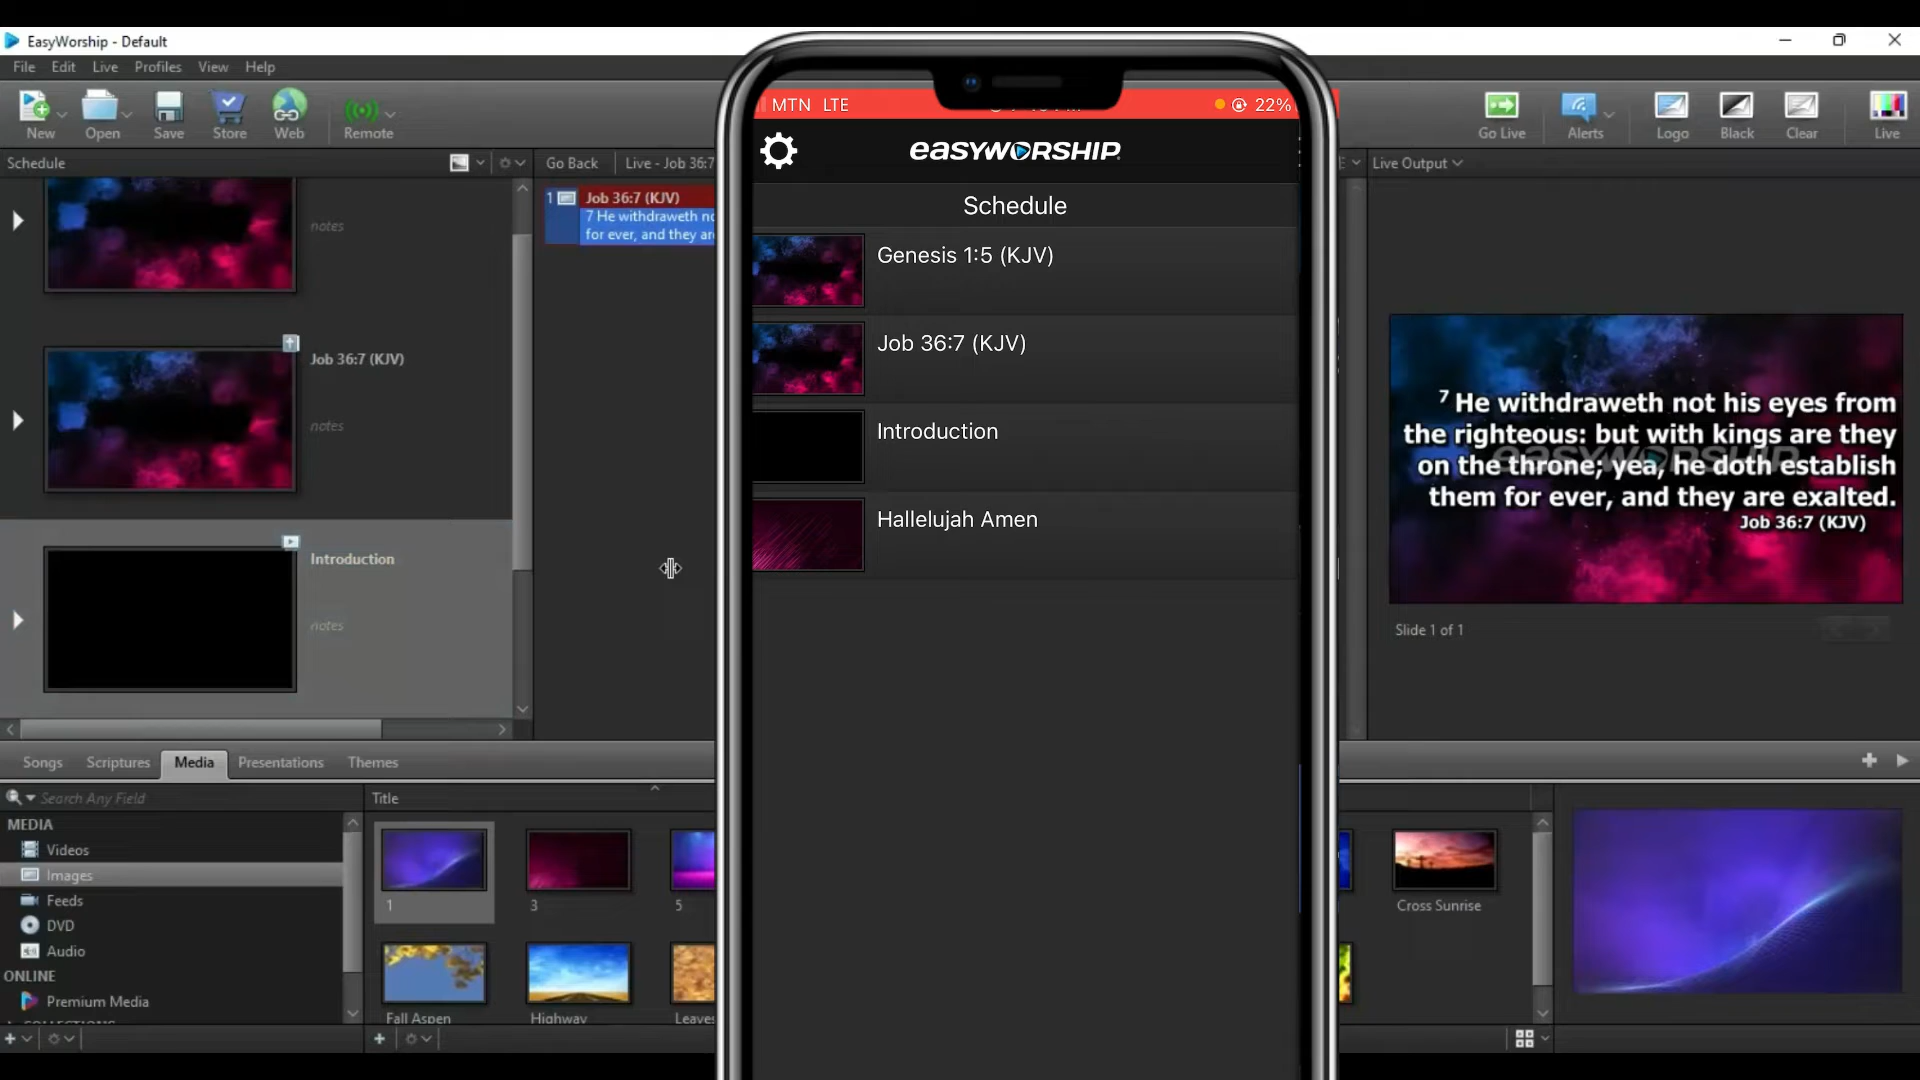 EasyWorship - Default
File Edit Live Profiles View Help
New Open Save Store Web Remote
Go Live Alerts Logo Black Clear Live
Schedule
Go Back Live - Job 36:7
Live Output
notes
Job 36:7 (KJV)
notes
Introduction
notes
1 Job 36:7 (KJV)
7 He withdraweth
for ever, and they
MTN LTE
22%
EASYWORSHIP
Schedule
Genesis 1:5 (KJV)
Job 36:7 (KJV)
Introduction
Hallelujah Amen
7 He withdraweth not his eyes from
the righteous: but with kings are they
on the throne; yea, he doth establish
them for ever, and they are exalted.
Job 36:7 (KJV)
Slide 1 of 1
Songs Scriptures Media Presentations Themes
Search Any Field
Title
MEDIA
Videos
Images
Feeds
DVD
Audio
ONLINE
Premium Media
1 3 5
Cross Sunrise
Fall Aspen Highway Leaves